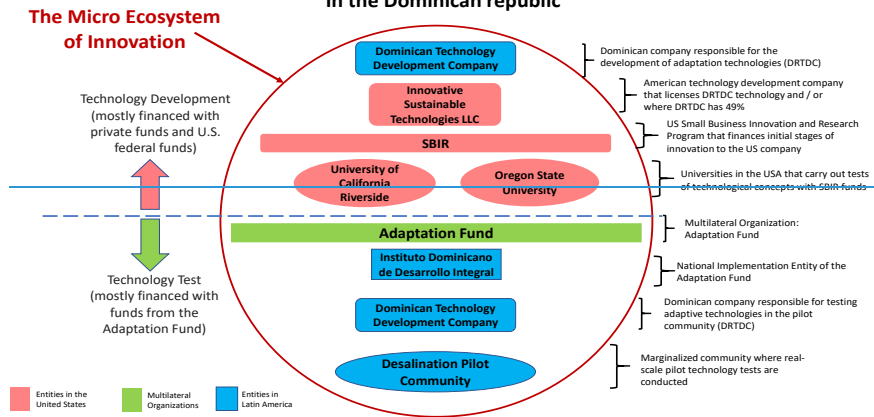 in the Dominican republic
The Micro Ecosystem
of Innovation
Dominican Technology
Development Company
Dominican company responsible for the
development of adaptation technologies (DRTDC)
Innovative
Sustainable
Technologies LLC
American technology development company
that licenses DRTDC technology and / or
where DRTDC has 49%
Technology Development
(mostly financed with
private funds and U.S.
federal funds)
SBIR
US Small Business Innovation and Research
Program that finances initial stages of
innovation to the US company
University of
California
Riverside
Oregon State
University
Universities in the USA that carry out tests
of technological concepts with SBIR funds
Adaptation Fund
Multilateral Organization:
Adaptation Fund
Instituto Dominicano
de Desarrollo Integral
National Implementation Entity of the
Adaptation Fund
Technology Test
(mostly financed with
funds from the
Adaptation Fund)
Dominican Technology
Development Company
Dominican company responsible for testing
adaptive technologies in the pilot
community (DRTDC)
Desalination Pilot
Community
Marginalized community where real-
scale pilot technology tests are
conducted
Entities in the
United States
Multilateral
Organizations
Entities in
Latin America